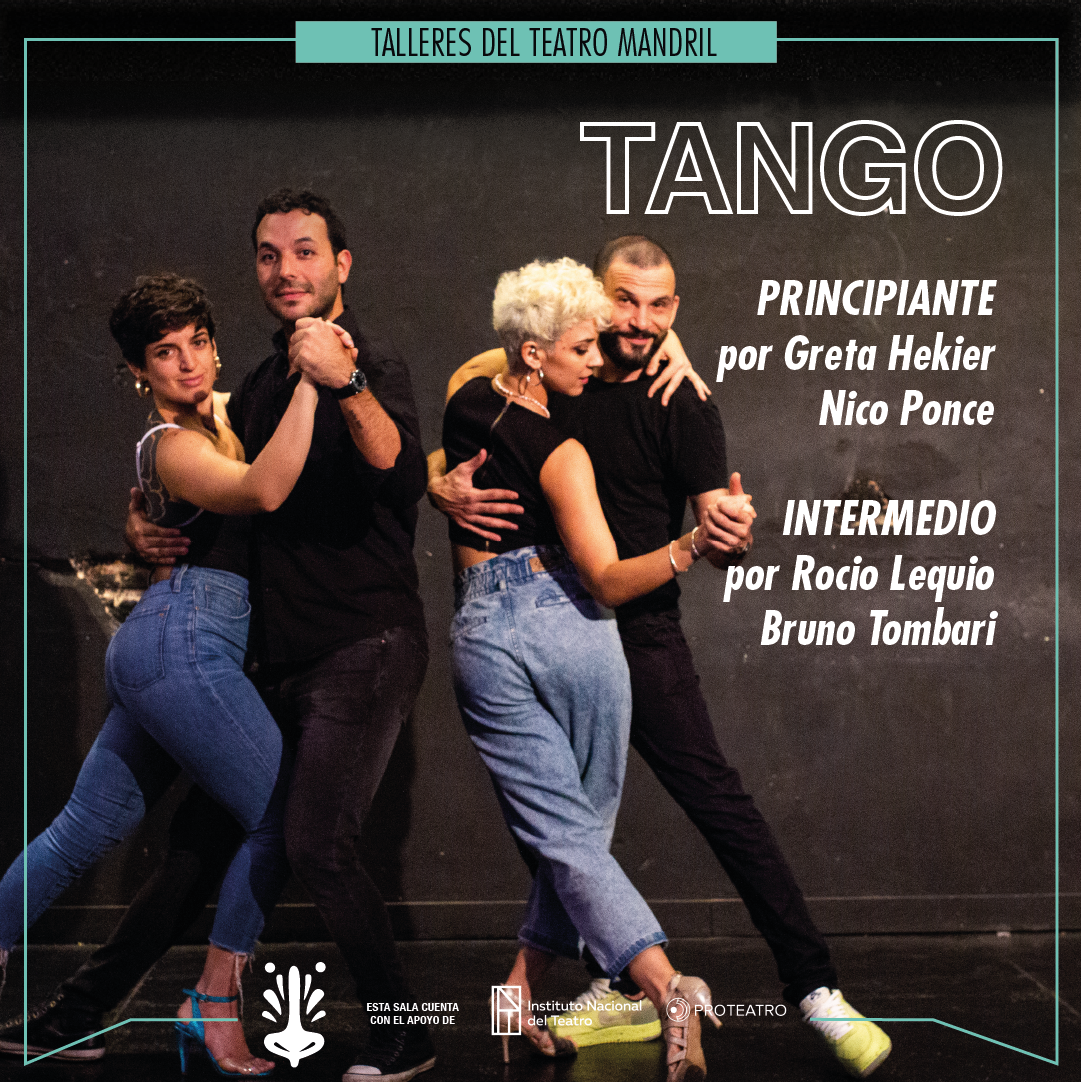 TALLERES DEL TEATRO MANDRIL
TANGO
PRINCIPIANTE
por Greta Hekier
Nico Ponce
INTERMEDIO
por Rocio Lequio
Bruno Tombari
ESTA SALA CUENTA
CON EL APOYO DE
INT
Instituto Nacional
del Teatro
PROTEATRO